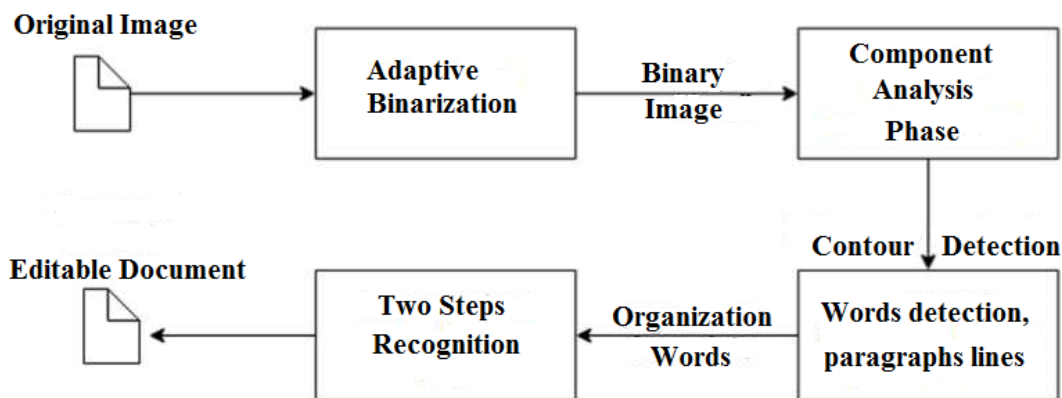 Original Image
Adaptive
Binarization
Binary
Image
Component
Analysis
Phase
Contour Detection
Words detection,
paragraphs lines
Organization
Words
Two Steps
Recognition
Editable Document